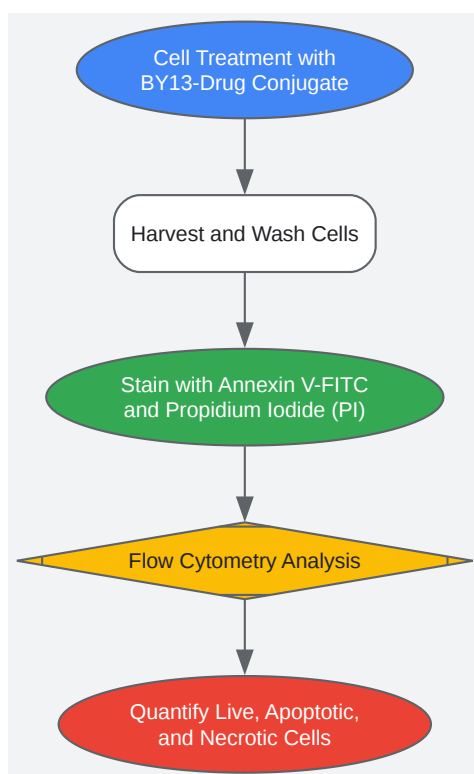 Cell Treatment with
BY13-Drug Conjugate
Harvest and Wash Cells
Stain with Annexin V-FITC
and Propidium Iodide (PI)
Flow Cytometry Analysis
Quantify Live, Apoptotic,
and Necrotic Cells